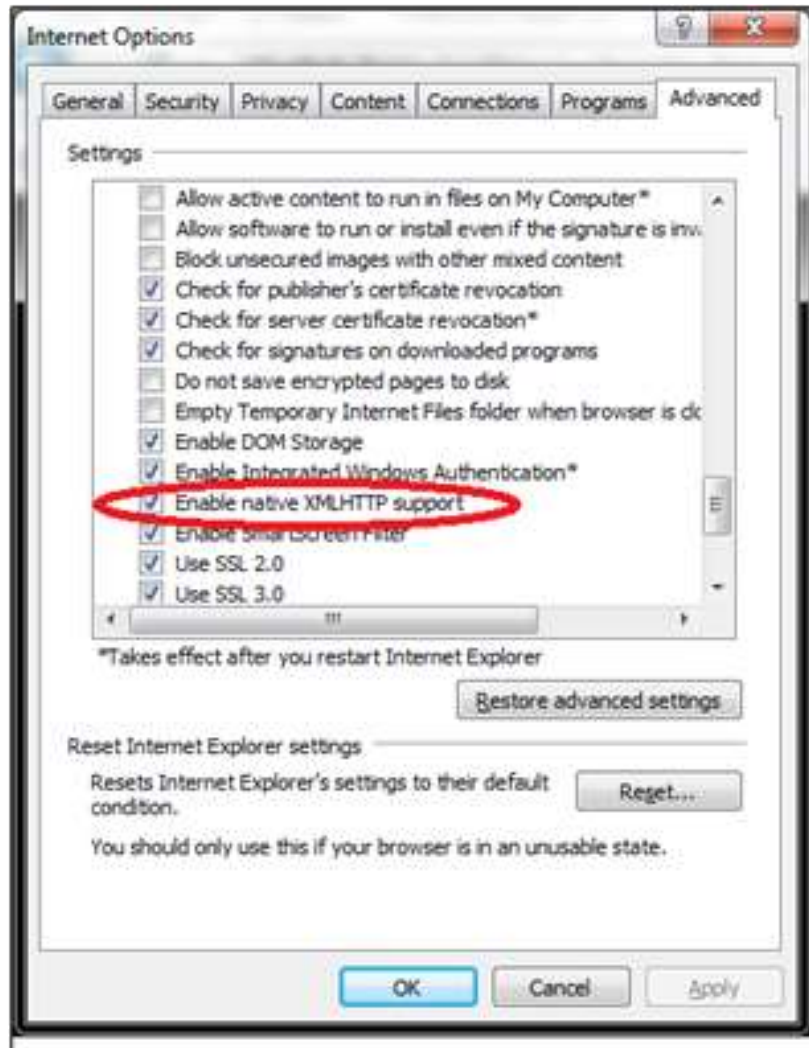 Internet Options
General Security Privacy Content Connections Programs Advanced
Settings
Allow active content to run in files on My Computer*
Allow software to run or install even if the signature is inv
Block unsecured images with other mixed content
Check for publisher's certificate revocation
Check for server certificate revocation*
Check for signatures on downloaded programs
Do not save encrypted pages to disk
Empty Temporary Internet Files folder when browser is clo
Enable DOM Storage
Enable Integrated Windows Authentication*
Enable native XMLHTTP support
Enable SmartScreen Filter
Use SSL 2.0
Use SSL 3.0
*Takes effect after you restart Internet Explorer
Restore advanced settings
Reset Internet Explorer settings
Resets Internet Explorer's settings to their default
condition.
Reset...
You should only use this if your browser is in an unusable state.
OK Cancel Apply